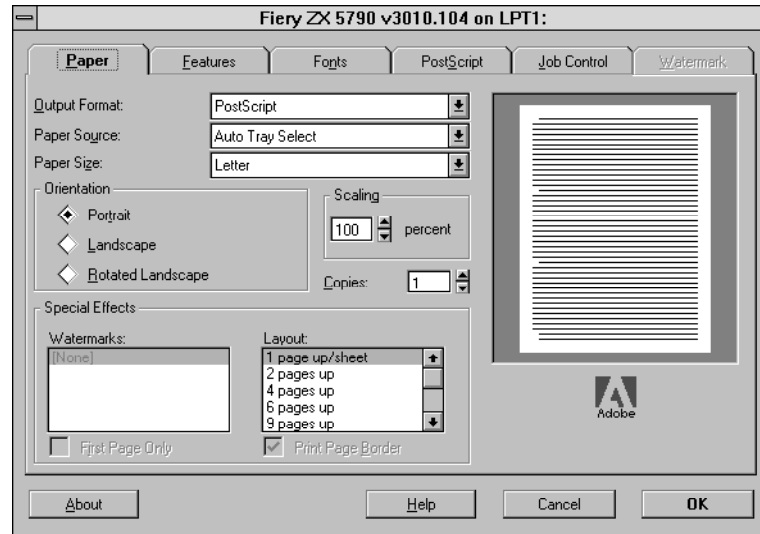 Fiery ZX 5790 v3010.104 on LPT1:
Paper Features Fonts PostScript Job Control Watermark
Output Format: PostScript
Paper Source: Auto Tray Select
Paper Size: Letter
Orientation
Portrait
Landscape
Rotated Landscape
Scaling
100 percent
Copies: 1
Special Effects
Watermarks:
[None]
First Page Only
Layout:
1 page up/sheet
2 pages up
4 pages up
6 pages up
9 pages up
Print Page Border
Adobe
About Help Cancel OK